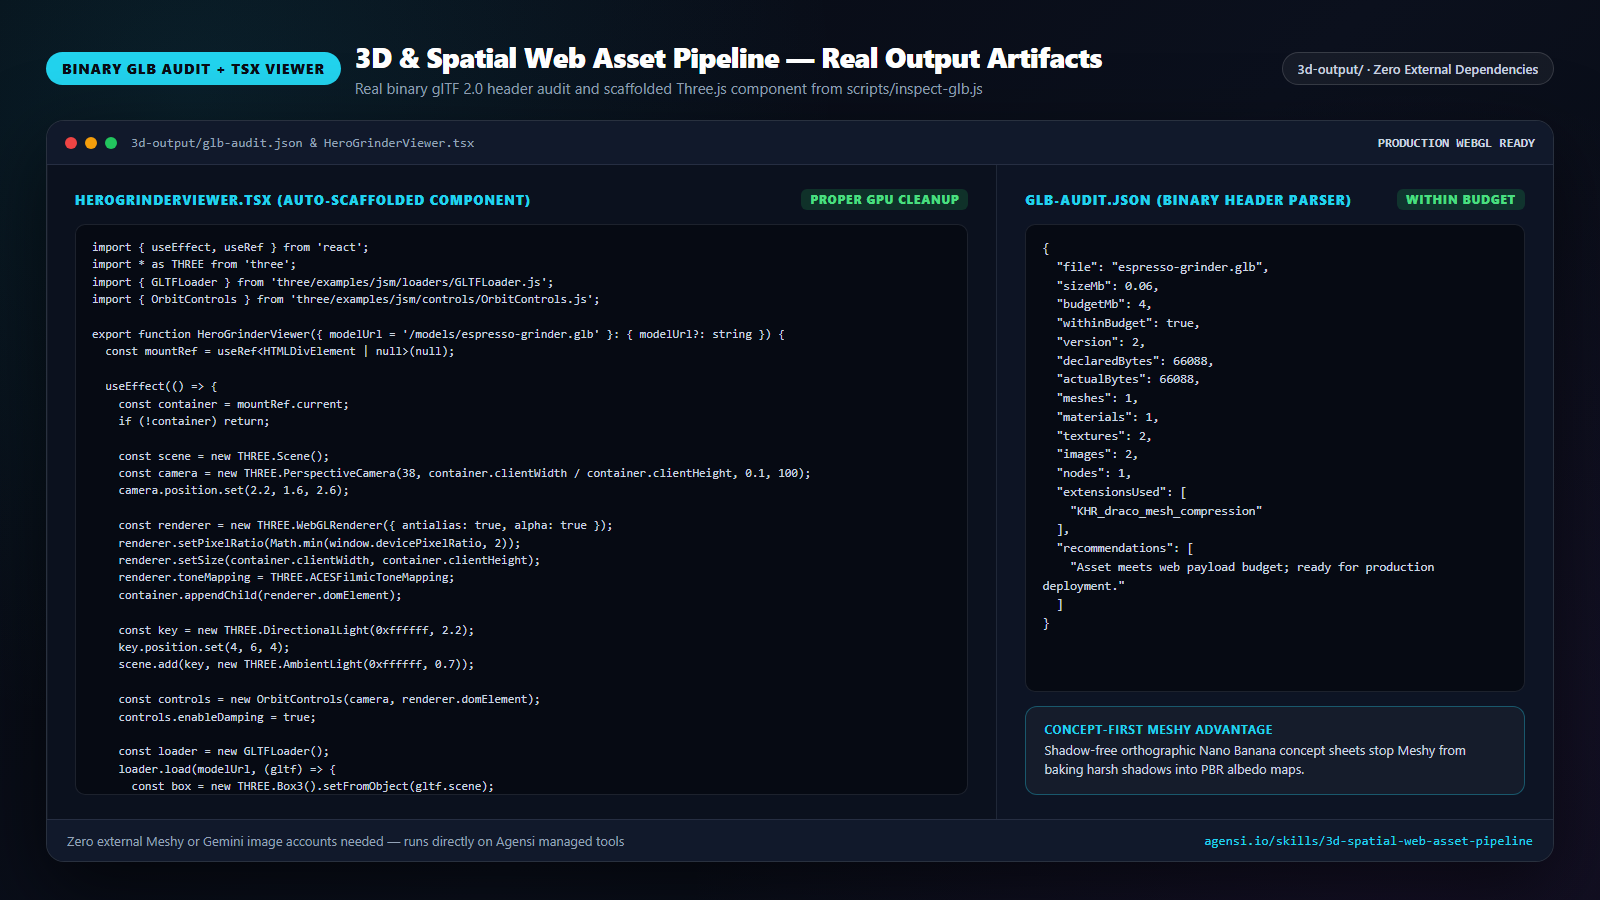 BINARY GLB AUDIT + TSX VIEWER
3D & Spatial Web Asset Pipeline — Real Output Artifacts
Real binary glTF 2.0 header audit and scaffolded Three.js component from scripts/inspect-glb.js
3d-output/ · Zero External Dependencies
3d-output/glb-audit.json & HeroGrinderViewer.tsx
PRODUCTION WEBGL READY
HEROGRINDERVIEWER.TSX (AUTO-SCAFFOLDED COMPONENT)
PROPER GPU CLEANUP
import { useEffect, useRef } from 'react';
import * as THREE from 'three';
import { GLTFLoader } from 'three/examples/jsm/loaders/GLTFLoader.js';
import { OrbitControls } from 'three/examples/jsm/controls/OrbitControls.js';

export function HeroGrinderViewer({ modelUrl = '/models/espresso-grinder.glb' }: { modelUrl?: string }) {
  const mountRef = useRef<HTMLDivElement | null>(null);

  useEffect(() => {
    const container = mountRef.current;
    if (!container) return;

    const scene = new THREE.Scene();
    const camera = new THREE.PerspectiveCamera(38, container.clientWidth / container.clientHeight, 0.1, 100);
    camera.position.set(2.2, 1.6, 2.6);

    const renderer = new THREE.WebGLRenderer({ antialias: true, alpha: true });
    renderer.setPixelRatio(Math.min(window.devicePixelRatio, 2));
    renderer.setSize(container.clientWidth, container.clientHeight);
    renderer.toneMapping = THREE.ACESFilmicToneMapping;
    container.appendChild(renderer.domElement);

    const key = new THREE.DirectionalLight(0xffffff, 2.2);
    key.position.set(4, 6, 4);
    scene.add(key, new THREE.AmbientLight(0xffffff, 0.7));

    const controls = new OrbitControls(camera, renderer.domElement);
    controls.enableDamping = true;

    const loader = new GLTFLoader();
    loader.load(modelUrl, (gltf) => {
      const box = new THREE.Box3().setFromObject(gltf.scene);
GLB-AUDIT.JSON (BINARY HEADER PARSER)
WITHIN BUDGET
{
  "file": "espresso-grinder.glb",
  "sizeMb": 0.06,
  "budgetMb": 4,
  "withinBudget": true,
  "version": 2,
  "declaredBytes": 66088,
  "actualBytes": 66088,
  "meshes": 1,
  "materials": 1,
  "textures": 2,
  "images": 2,
  "nodes": 1,
  "extensionsUsed": [
    "KHR_draco_mesh_compression"
  ],
  "recommendations": [
    "Asset meets web payload budget; ready for production
deployment."
  ]
}
CONCEPT-FIRST MESHY ADVANTAGE
Shadow-free orthographic Nano Banana concept sheets stop Meshy from
baking harsh shadows into PBR albedo maps.
Zero external Meshy or Gemini image accounts needed — runs directly on Agensi managed tools
agensi.io/skills/3d-spatial-web-asset-pipeline